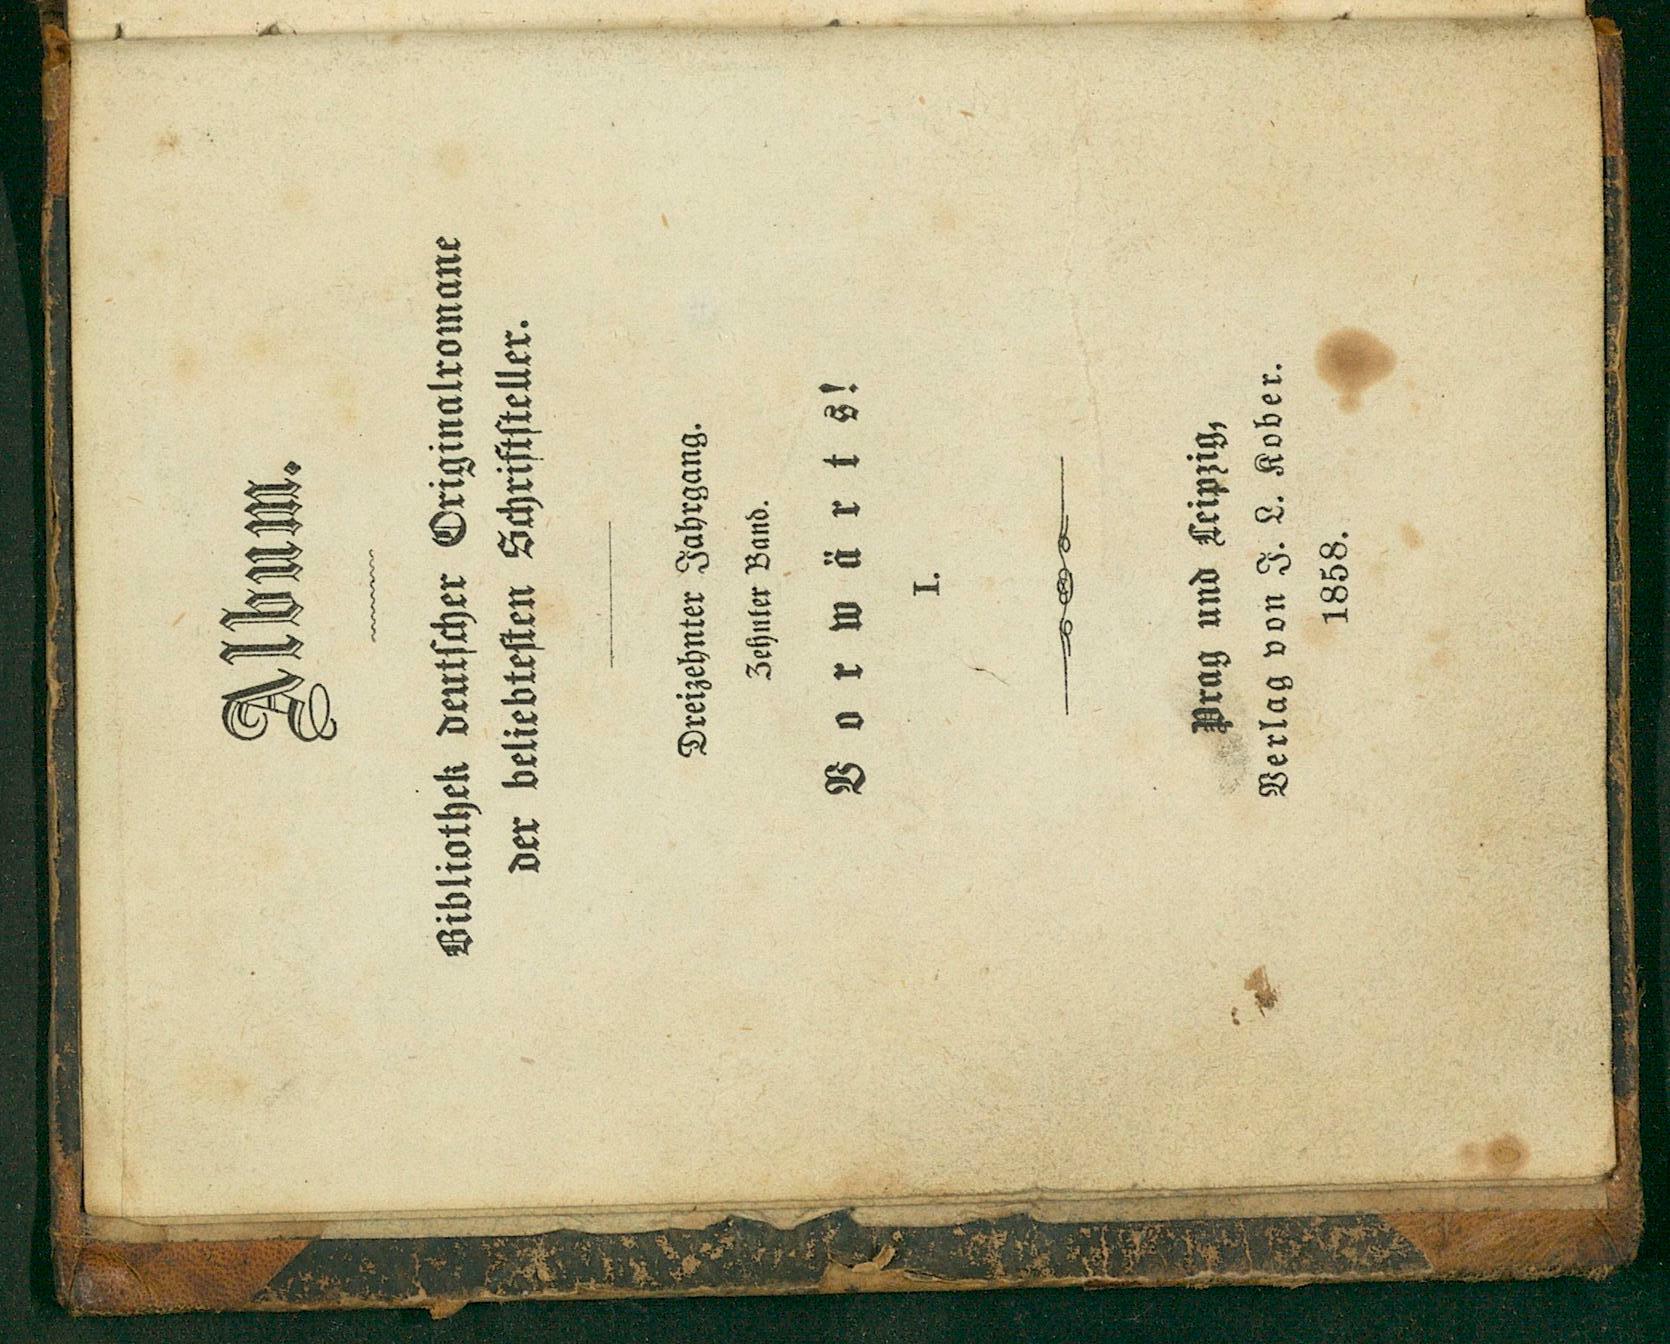 Album.
Bibliothek deutscher Originalromane
der beliebtesten Schriftsteller.
Dreizehnter Jahrgang.
Zehnter Band.
Vorwärts!
I.
Prag und Leipzig,
Verlag von J. L. Kober.
1858.